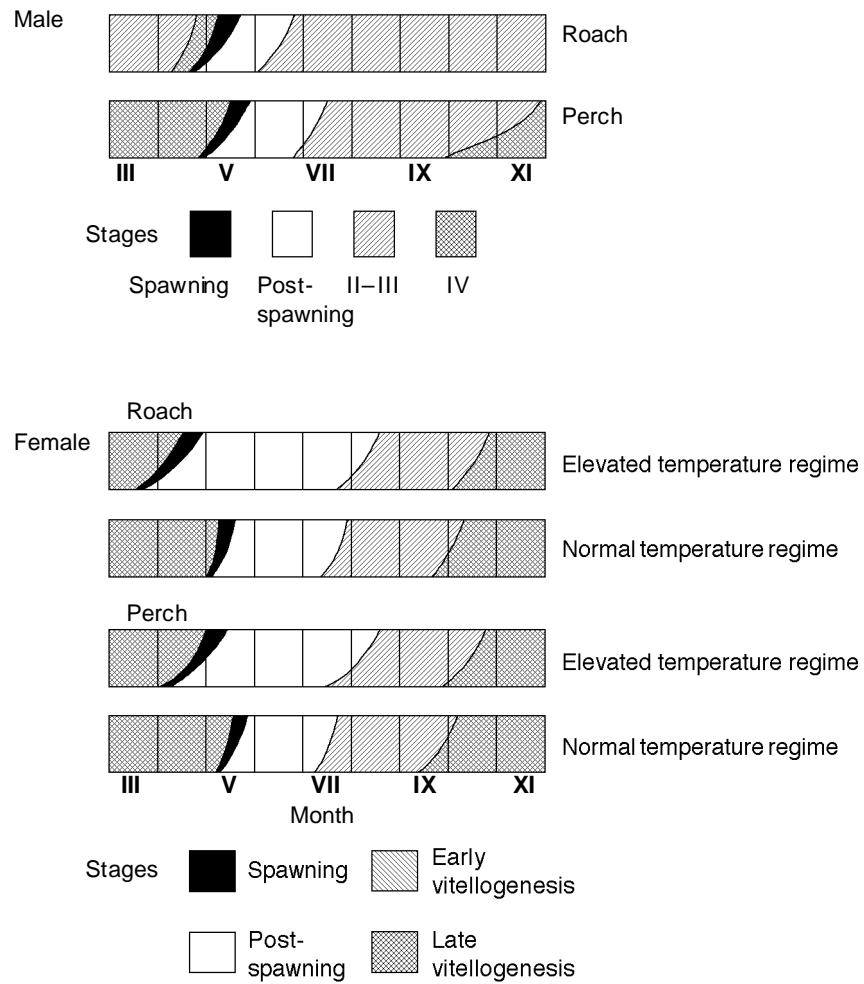 Male
Roach
Perch
III V VII IX XI
Stages
Spawning Post- II–III IV
spawning
Roach
Female
Elevated temperature regime
Normal temperature regime
Perch
Elevated temperature regime
Normal temperature regime
III V VII IX XI
Month
Stages
Spawning
Early
vitellogenesis
Post-
spawning
Late
vitellogenesis